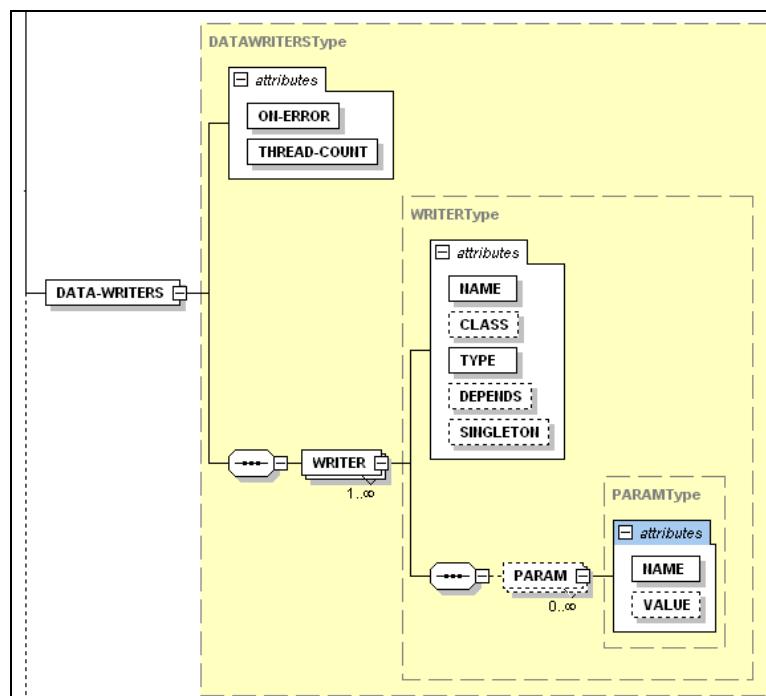 DATAWRITERSType
attributes
ON-ERROR
THREAD-COUNT
WRITERType
attributes
NAME
CLASS
TYPE
DEPENDS
SINGLETON
DATA-WRITERS
WRITER
1..∞
PARAMType
attributes
NAME
VALUE
PARAM
0..∞